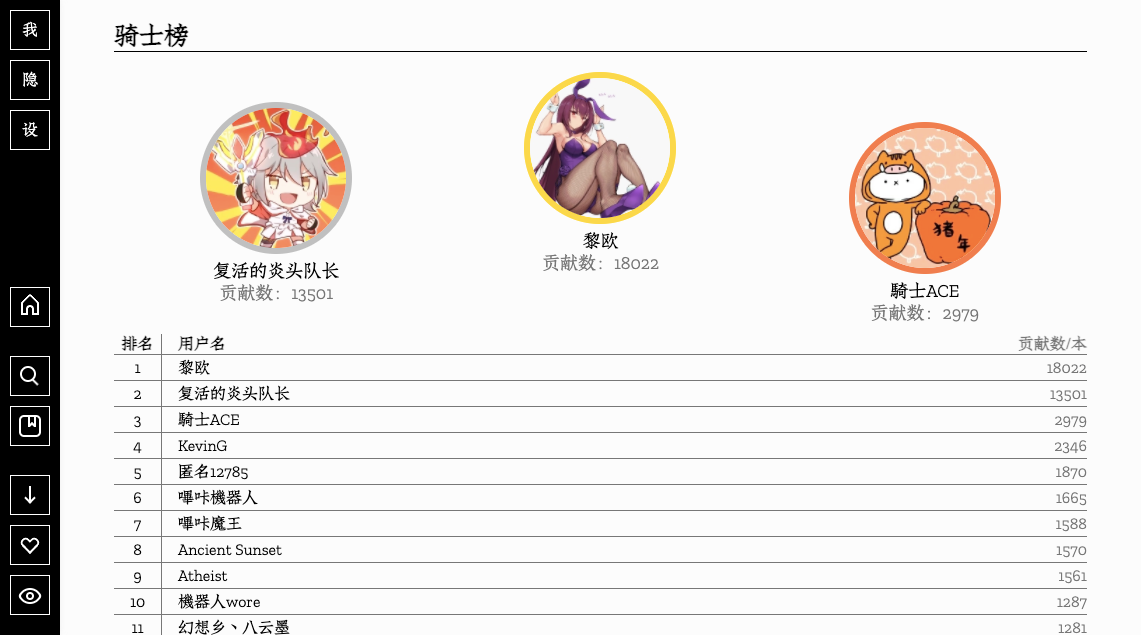 我
隐
设
骑士榜
黎欧
贡献数：18022
复活的炎头队长
贡献数：13501
猪
年
騎士ACE
贡献数：2979
排名 用户名 贡献数/本
1 黎欧 18022
2 复活的炎头队长 13501
3 騎士ACE 2979
4 KevinG 2346
5 匿名12785 1870
6 嗶咔機器人 1665
7 嗶咔魔王 1588
8 Ancient Sunset 1570
9 Atheist 1561
10 機器人wore 1287
11 幻想乡丶八云墨 1281